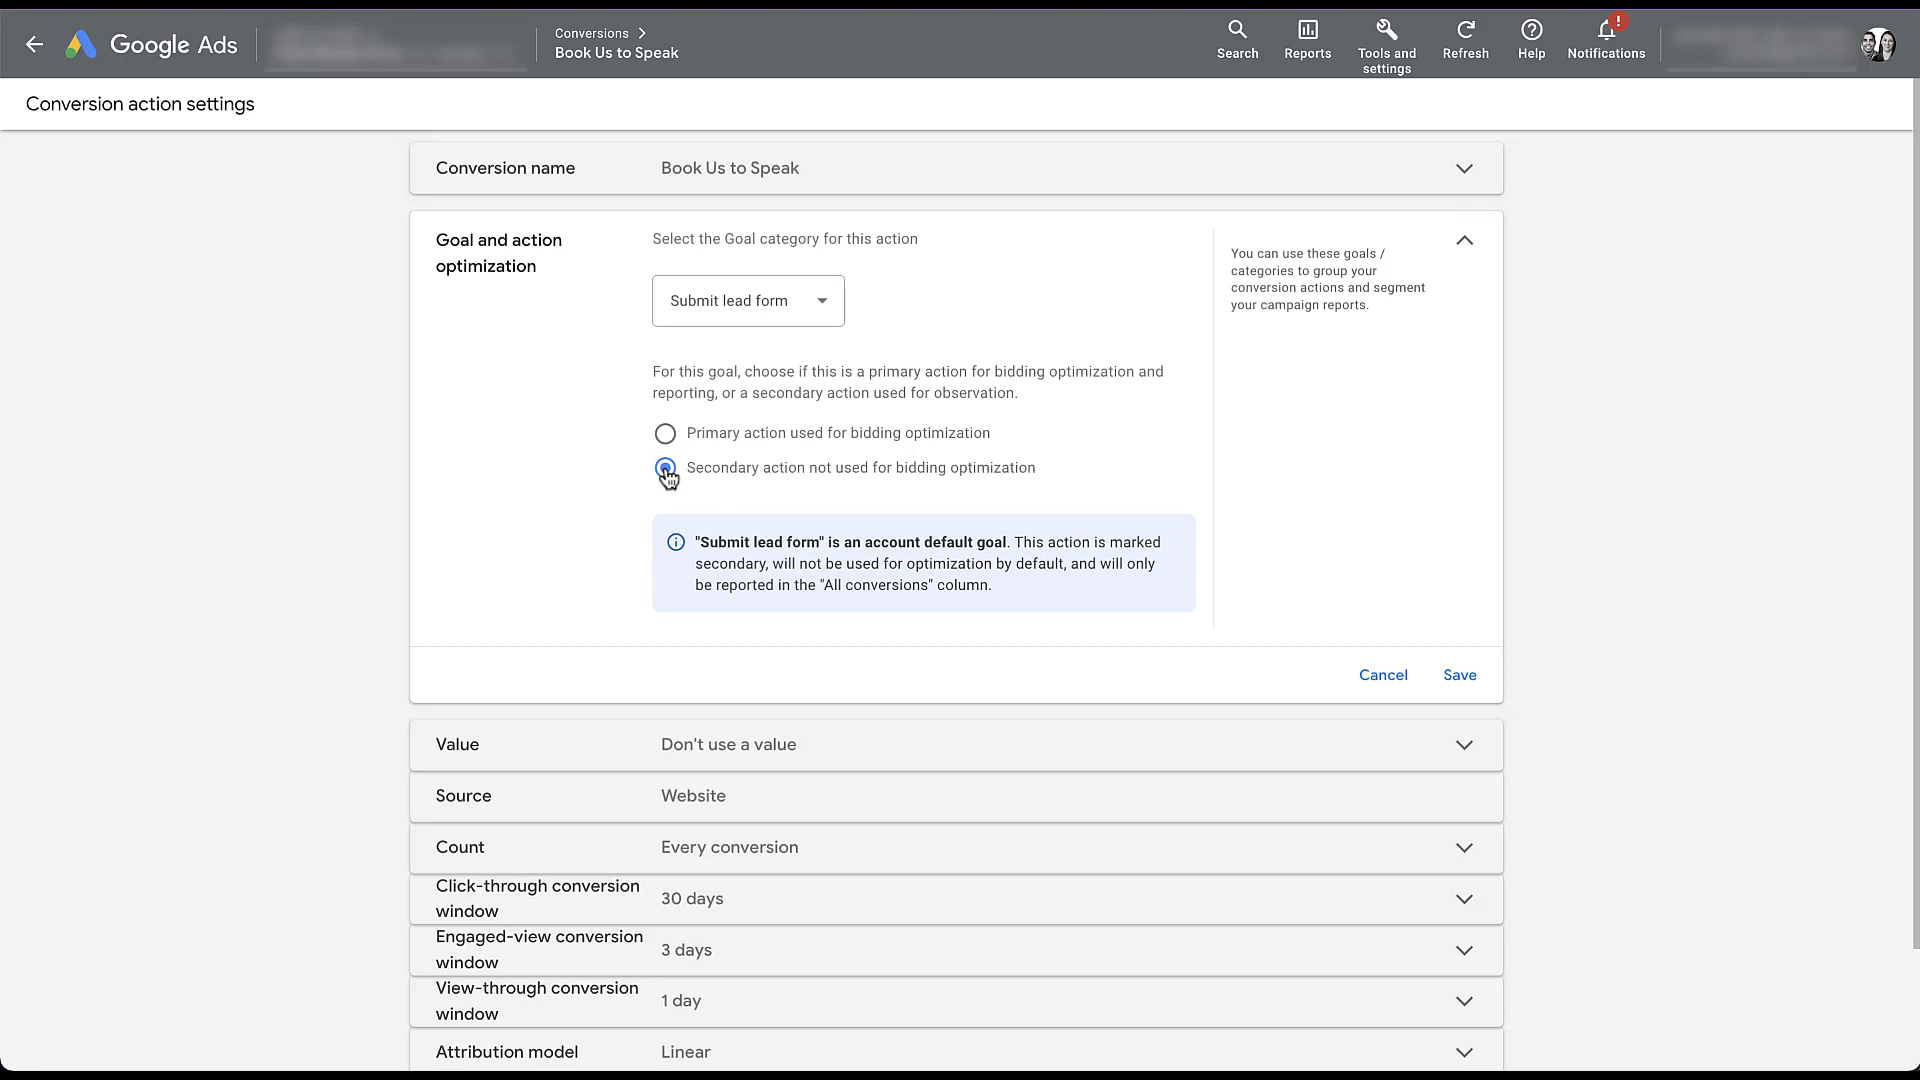 Google Ads
Conversions
Book Us to Speak
Search
Reports
Tools and
settings
Refresh
Help
!
Notifications
Conversion action settings
Conversion name
Book Us to Speak
Goal and action
optimization
Select the Goal category for this action
Submit lead form
You can use these goals /
categories to group your
conversion actions and segment
your campaign reports.
For this goal, choose if this is a primary action for bidding optimization and
reporting, or a secondary action used for observation.
Primary action used for bidding optimization
Secondary action not used for bidding optimization
"Submit lead form" is an account default goal. This action is marked
secondary, will not be used for optimization by default, and will only
be reported in the "All conversions" column.
Cancel
Save
Value
Don't use a value
Source
Website
Count
Every conversion
Click-through conversion
window
30 days
Engaged-view conversion
window
3 days
View-through conversion
window
1 day
Attribution model
Linear